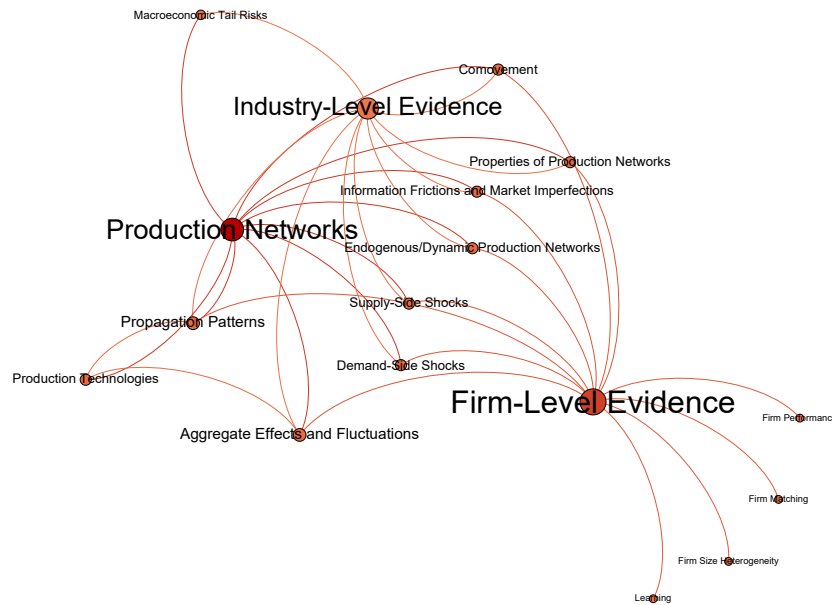 Macroeconomic Tail Risks
Comovement
Industry-Level Evidence
Properties of Production Networks
Information Frictions and Market Imperfections
Production Networks
Endogenous/Dynamic Production Networks
Supply-Side Shocks
Propagation Patterns
Demand-Side Shocks
Production Technologies
Firm-Level Evidence
Firm Performanc
Aggregate Effects and Fluctuations
Firm Matching
Firm Size Heterogeneity
Learning